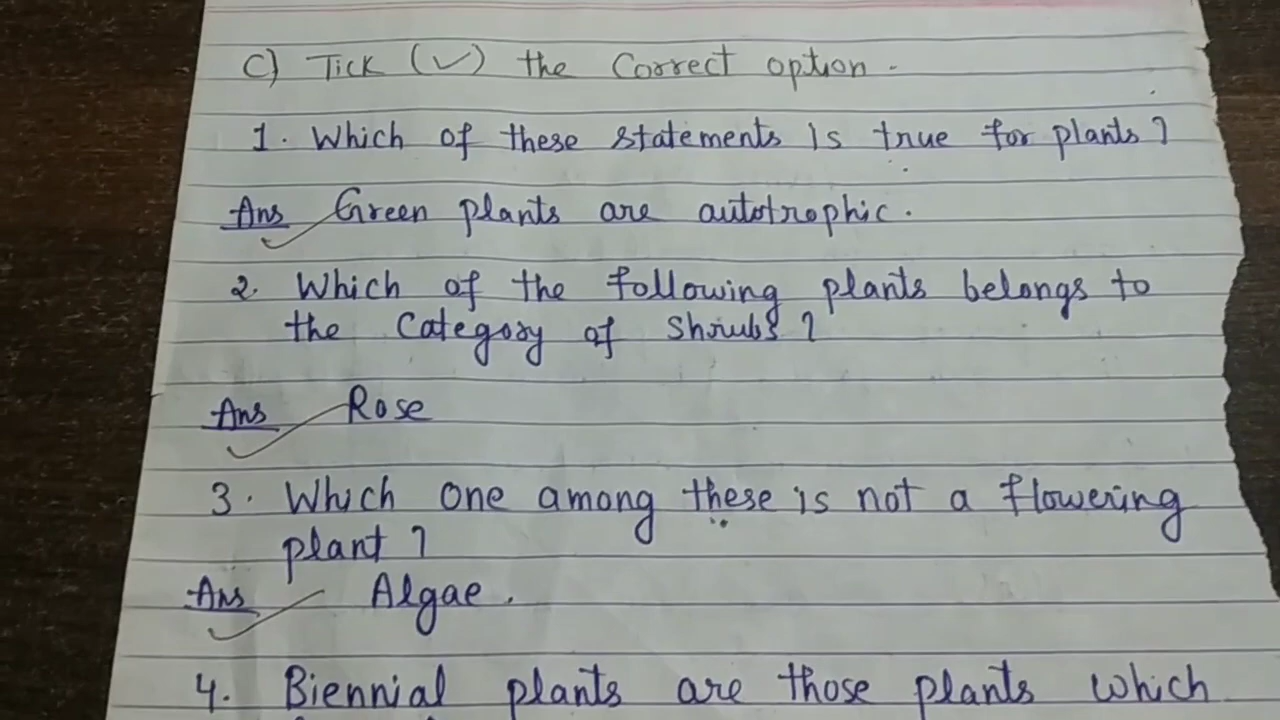 C) Tick (✓) the Correct option.
1. Which of these statements is true for plants?
Ans Green plants are autotrophic.
2. Which of the following plants belongs to
the Category of Shrubs?
Ans Rose
3. Which one among these is not a flowering
plant?
Ans Algae.
4. Biennial plants are those plants which